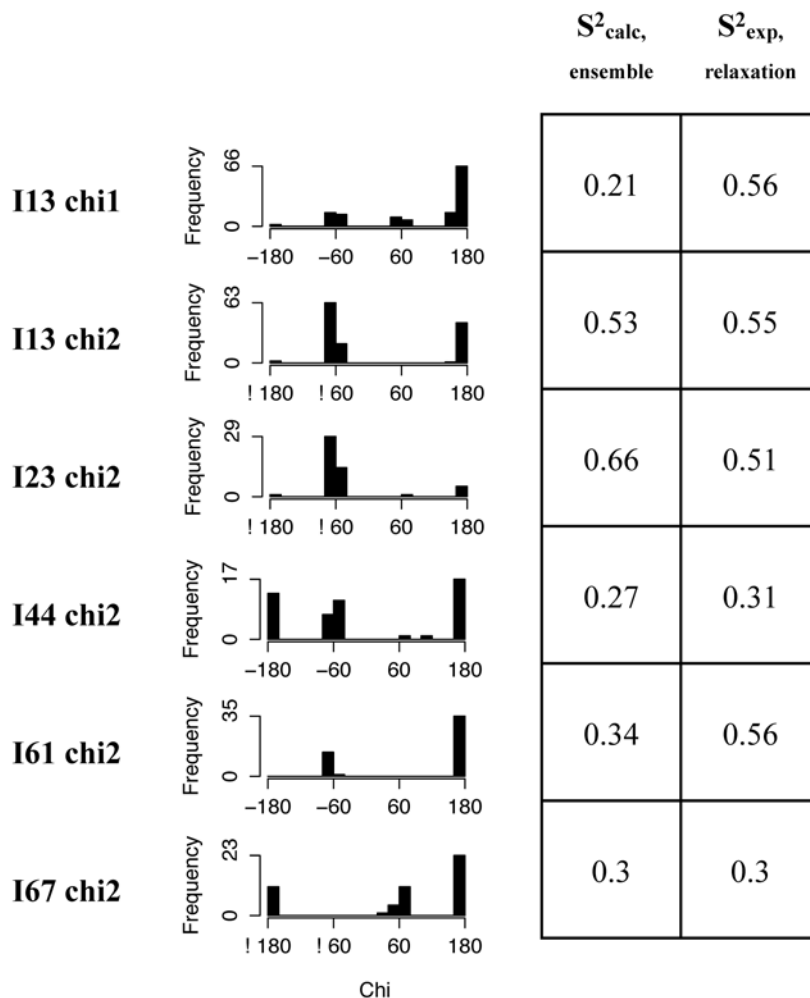 S²calc, S²exp,
ensemble relaxation
I13 chi1 Frequency 0 66 -180 -60 60 180 0.21 0.56
I13 chi2 Frequency 0 63 ! 180 ! 60 60 180 0.53 0.55
I23 chi2 Frequency 0 29 ! 180 ! 60 60 180 0.66 0.51
I44 chi2 Frequency 0 17 -180 -60 60 180 0.27 0.31
I61 chi2 Frequency 0 35 -180 -60 60 180 0.34 0.56
I67 chi2 Frequency 0 23 ! 180 ! 60 60 180 0.3 0.3
Chi